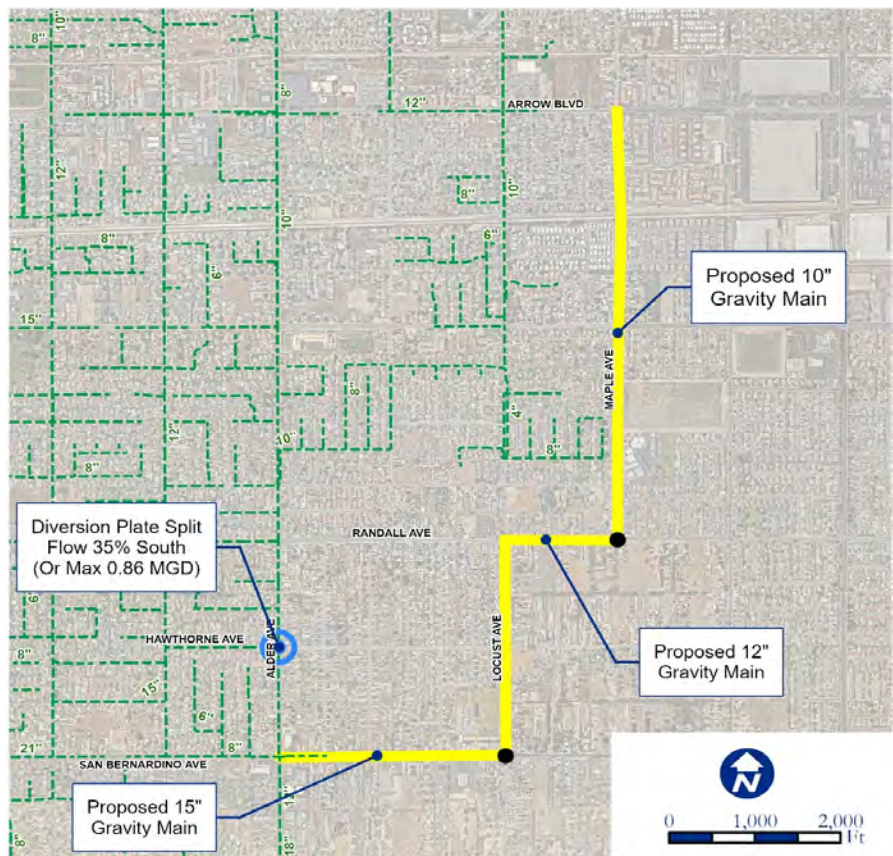 10"
8"
8"
12"
ARROW BLVD
12"
10"
8"
10"
6"
8"
6"
Proposed 10"
Gravity Main
15"
MAPLE AVE
8"
4"
12"
10"
8"
8"
Diversion Plate Split
Flow 35% South
(Or Max 0.86 MGD)
RANDALL AVE
6"
HAWTHORNE AVE
ALDER AVE
LOCUST AVE
8"
Proposed 12"
Gravity Main
15"
6"
21"
8"
SAN BERNARDINO AVE
Proposed 15"
Gravity Main
8"
18"
N
0 1,000 2,000
Ft